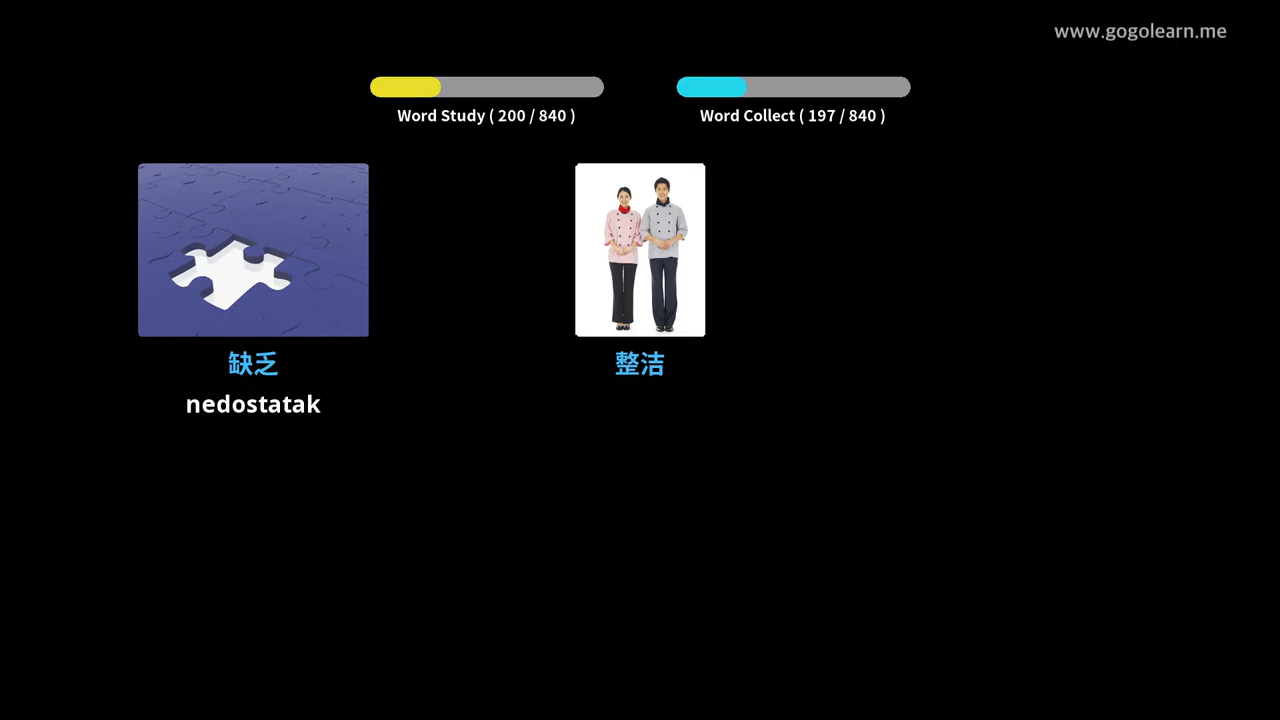 www.gogolearn.me
Word Study ( 200 / 840 )
Word Collect ( 197 / 840 )
缺乏
整洁
nedostatak